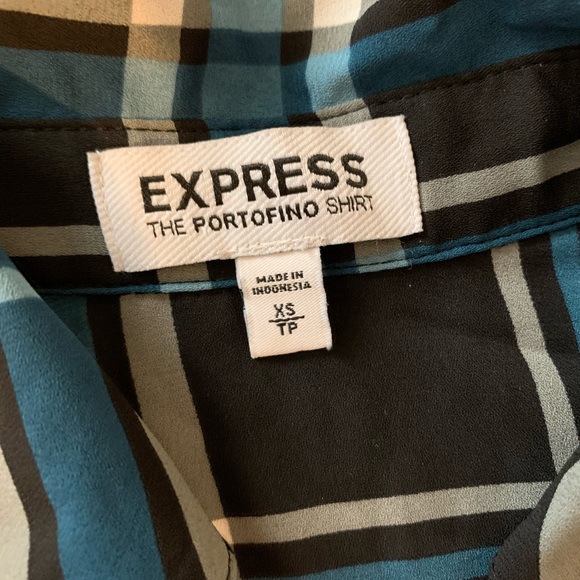 EXPRESS
THE PORTOFINO SHIRT
MADE IN
INDONESIA
XS
TP